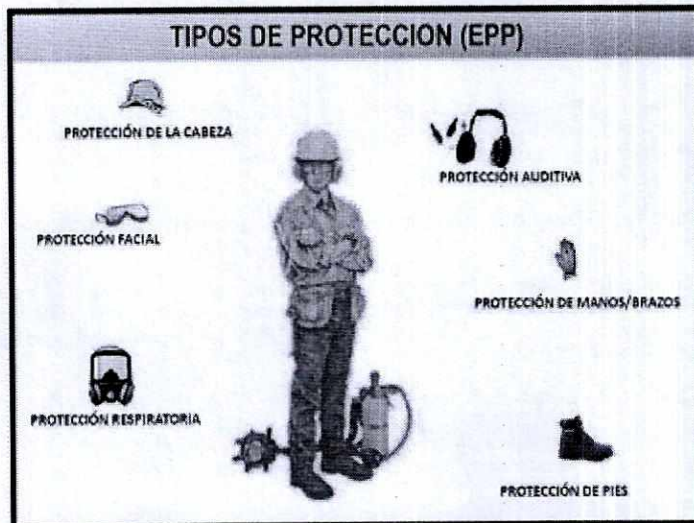 TIPOS DE PROTECCION (EPP)
PROTECCIÓN DE LA CABEZA
PROTECCIÓN AUDITIVA
PROTECCIÓN FACIAL
PROTECCIÓN DE MANOS/BRAZOS
PROTECCIÓN RESPIRATORIA
PROTECCIÓN DE PIES